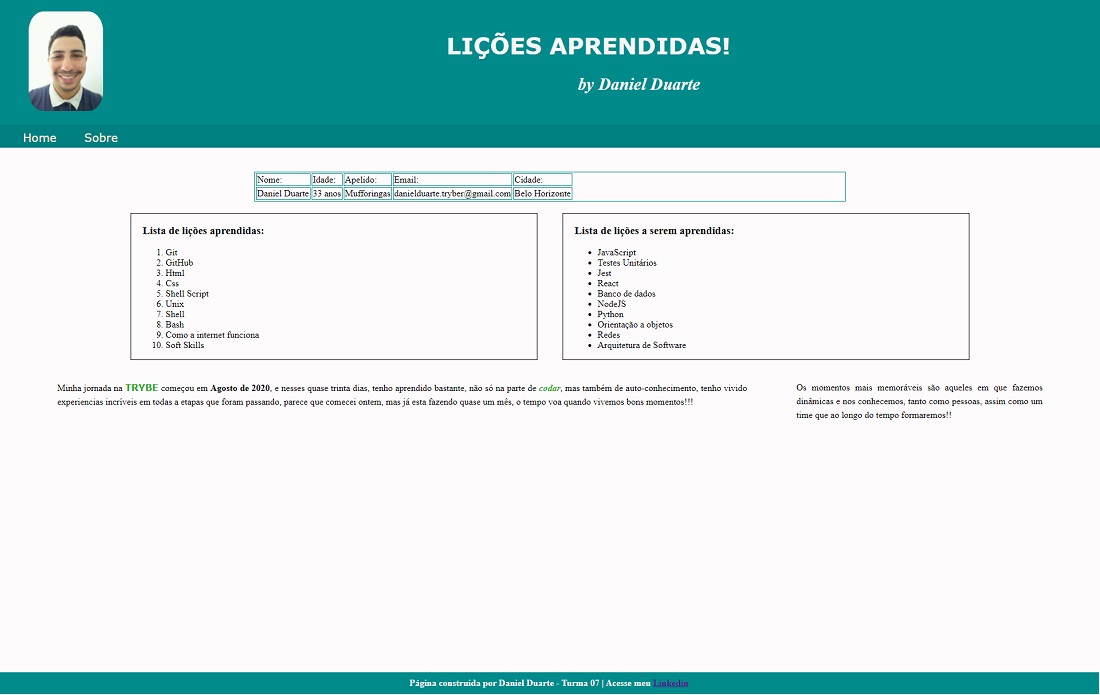 LIÇÕES APRENDIDAS!
by Daniel Duarte
Home Sobre
Nome: Idade: Apelido: Email: Cidade:
Daniel Duarte 33 anos Mufforingas danielduarte.tryber@gmail.com Belo Horizonte
Lista de lições aprendidas:
1. Git
2. GitHub
3. Html
4. Css
5. Shell Script
6. Unix
7. Shell
8. Bash
9. Como a internet funciona
10. Soft Skills
Lista de lições a serem aprendidas:
• JavaScript
• Testes Unitários
• Jest
• React
• Banco de dados
• NodeJS
• Python
• Orientação a objetos
• Redes
• Arquitetura de Software
Minha jornada na TRYBE começou em Agosto de 2020, e nesses quase trinta dias, tenho aprendido bastante, não só na parte de codar, mas também de auto-conhecimento, tenho vivido
experiencias incríveis em todas a etapas que foram passando, parece que comecei ontem, mas já esta fazendo quase um mês, o tempo voa quando vivemos bons momentos!!!
Os momentos mais memoráveis são aqueles em que fazemos
dinâmicas e nos conhecemos, tanto como pessoas, assim como um
time que ao longo do tempo formaremos!!
Página construída por Daniel Duarte - Turma 07 | Acesse meu Linkedin